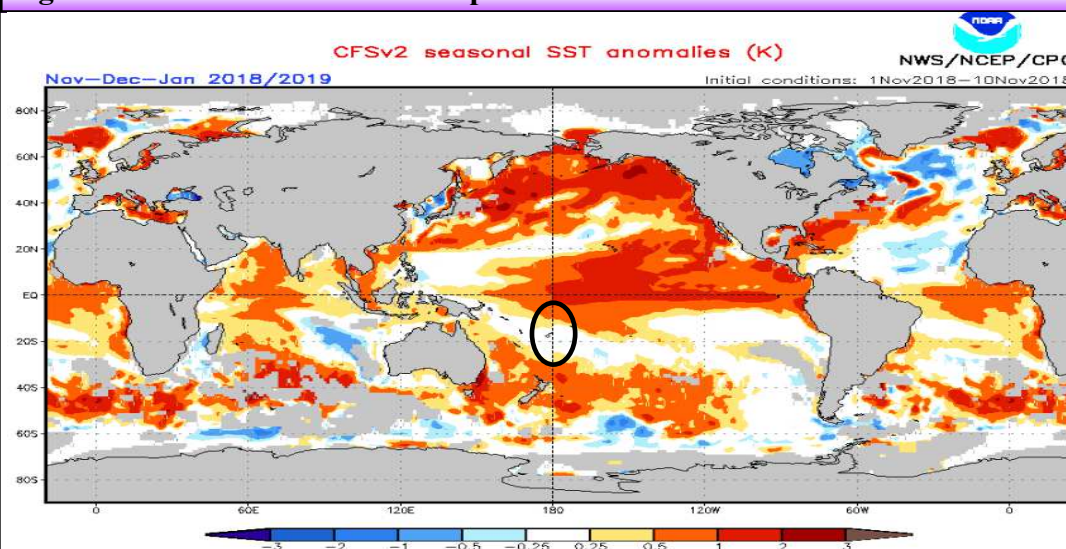 NOAA
CFSv2 seasonal SST anomalies (K)
NWS/NCEP/CPC
Nov-Dec-Jan 2018/2019
Initial conditions: 1Nov2018-10Nov2018
80N
60N
40N
20N
EQ
20S
40S
60S
80S
0 60E 120E 180 120W 60W 0
-3 -2 -1 -0.5 -0.25 0.25 0.5 1 2 3